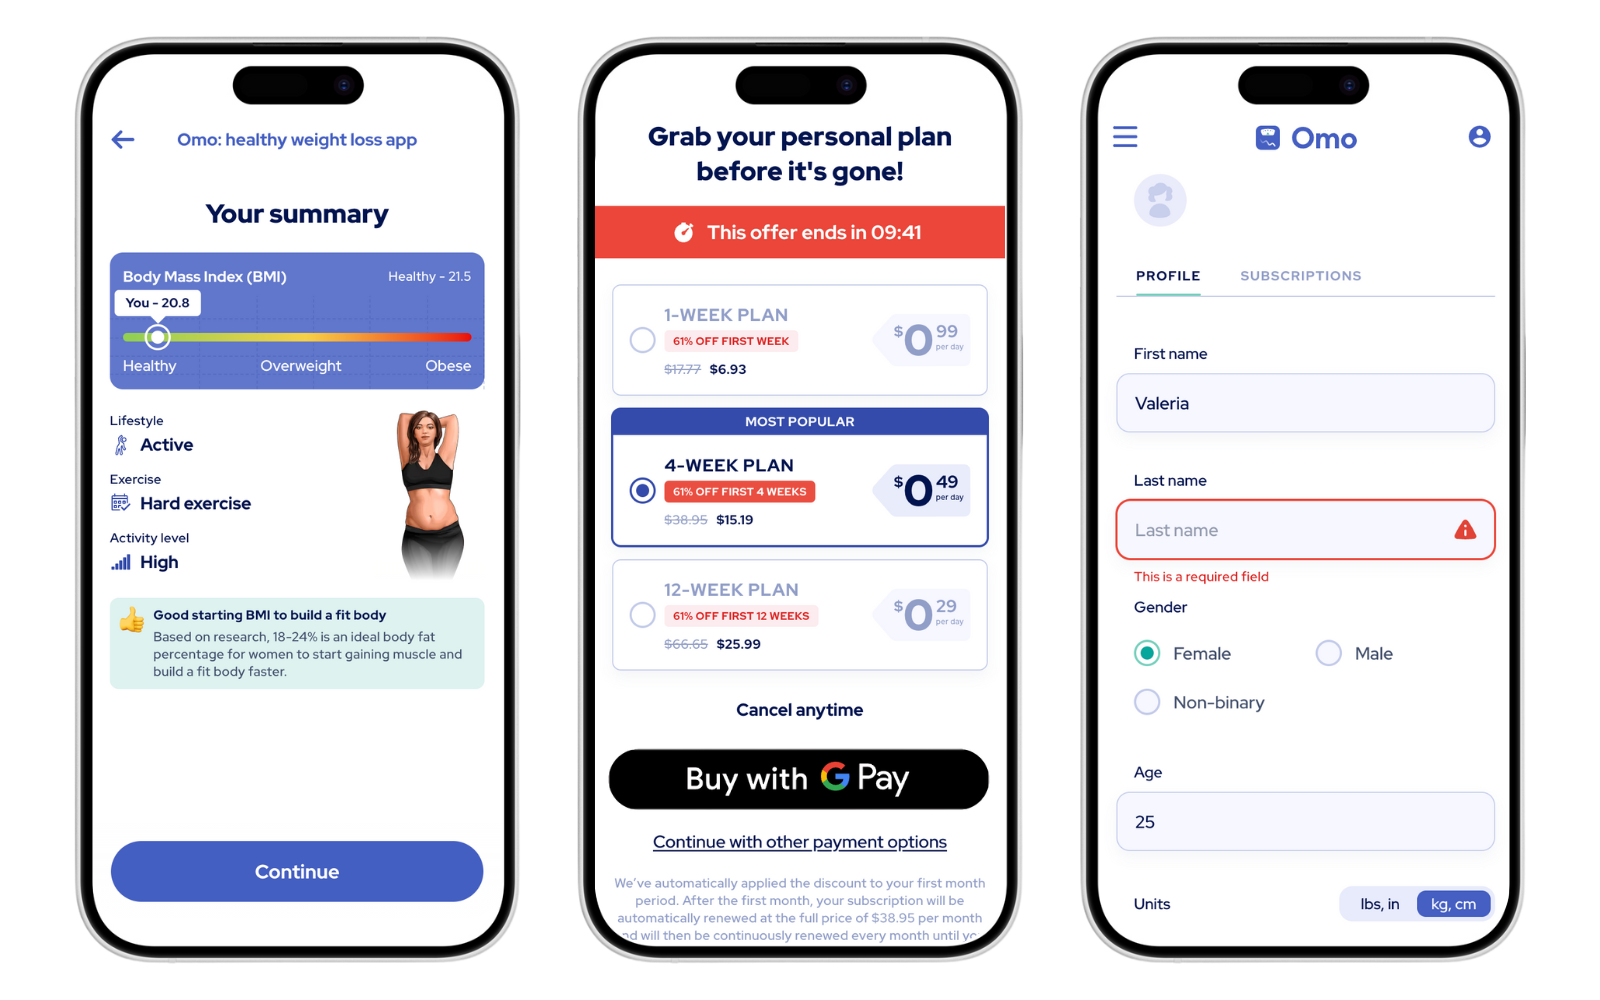 Omo: healthy weight loss app
Your summary
Body Mass Index (BMI)
Healthy - 21.5
You - 20.8
Healthy
Overweight
Obese
Lifestyle
Active
Exercise
Hard exercise
Activity level
High
Good starting BMI to build a fit body
Based on research, 18-24% is an ideal body fat
percentage for women to start gaining muscle and
build a fit body faster.
Continue
Grab your personal plan
before it's gone!
This offer ends in 09:41
1-WEEK PLAN
61% OFF FIRST WEEK
$17.77 $6.93
$0 99
per day
MOST POPULAR
4-WEEK PLAN
61% OFF FIRST 4 WEEKS
$38.95 $15.19
$0 49
per day
12-WEEK PLAN
61% OFF FIRST 12 WEEKS
$66.65 $25.99
$0 29
per day
Cancel anytime
Buy with G Pay
Continue with other payment options
We've automatically applied the discount to your first month
period. After the first month, your subscription will be
automatically renewed at the full price of $38.95 per month
will then be continuously renewed every month until
Omo
PROFILE
SUBSCRIPTIONS
First name
Valeria
Last name
Last name
This is a required field
Gender
Female
Male
Non-binary
Age
25
Units
lbs, in
kg, cm